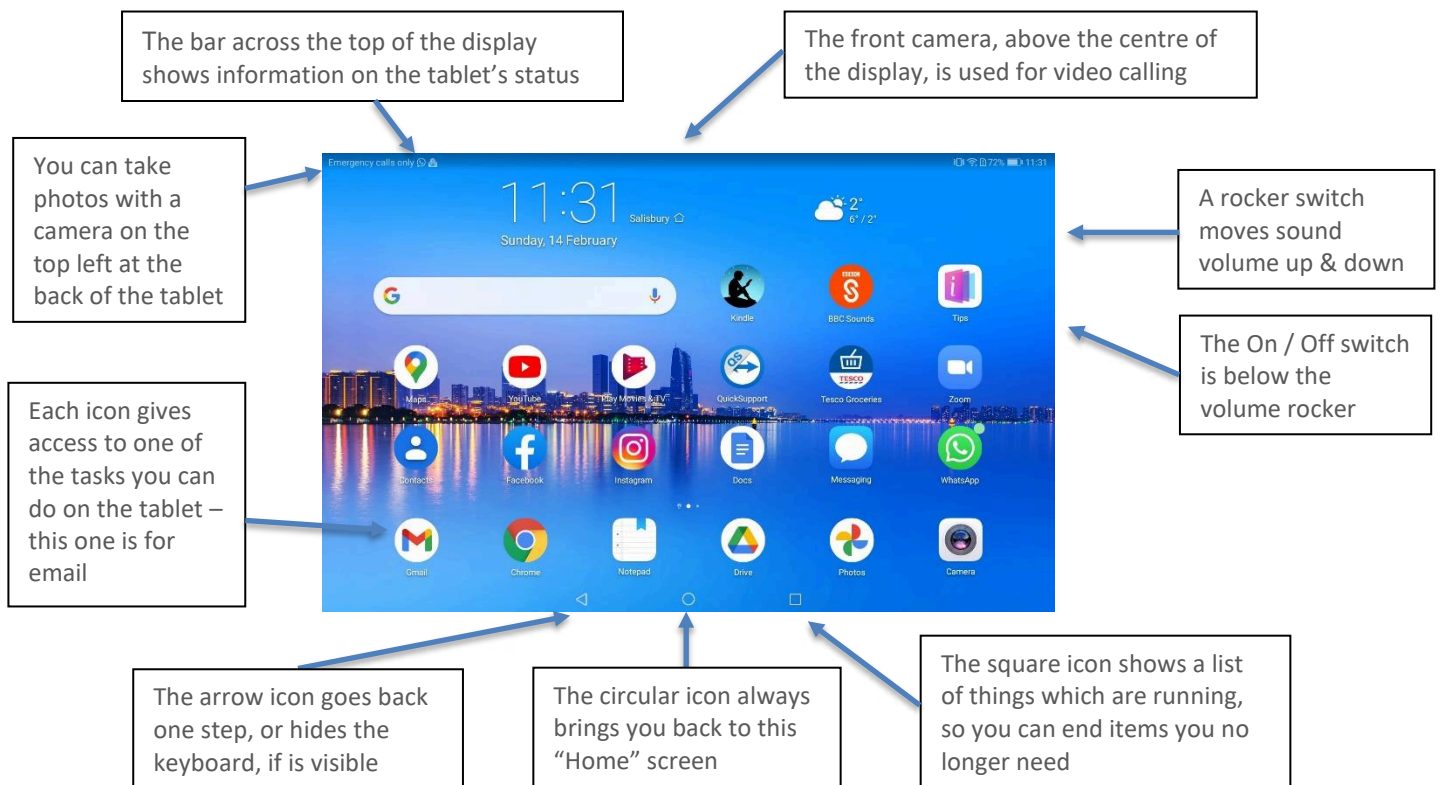 The bar across the top of the display
shows information on the tablet’s status
The front camera, above the centre of
the display, is used for video calling
You can take
photos with a
camera on the
top left at the
back of the tablet
Emergency calls only
72% 11:31
11:31
Salisbury
Sunday, 14 February
2°
6° / 2°
A rocker switch
moves sound
volume up & down
Kindle
BBC Sounds
Tips
The On / Off switch
is below the
volume rocker
Each icon gives
access to one of
the tasks you can
do on the tablet –
this one is for
email
Maps
YouTube
Play Movies & TV
QS
QuickSupport
TESCO
Tesco Groceries
Zoom
Contacts
Facebook
Instagram
Docs
Messaging
WhatsApp
Gmail
Chrome
Notepad
Drive
Photos
Camera
The arrow icon goes back
one step, or hides the
keyboard, if is visible
The circular icon always
brings you back to this
“Home” screen
The square icon shows a list
of things which are running,
so you can end items you no
longer need